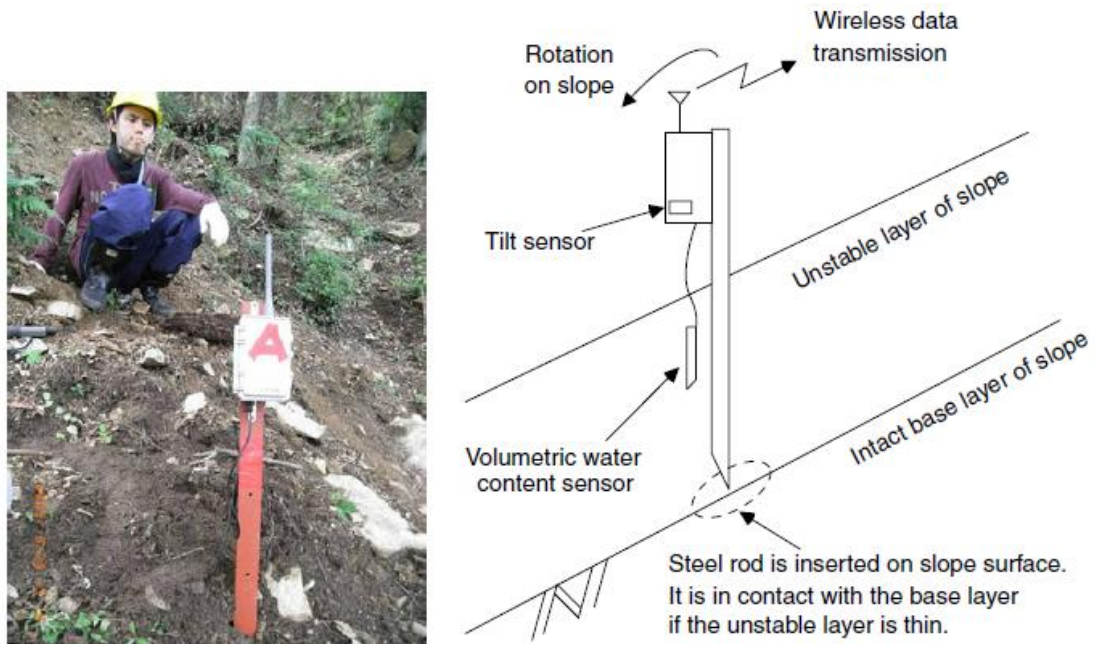 A
Wireless data
transmission
Rotation
on slope
Tilt sensor
Unstable layer of slope
Intact base layer of slope
Volumetric water
content sensor
Steel rod is inserted on slope surface.
It is in contact with the base layer
if the unstable layer is thin.